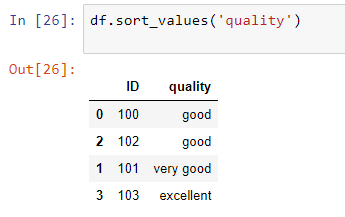 In [26]: df.sort_values('quality')
Out[26]:
ID quality
0 100 good
2 102 good
1 101 very good
3 103 excellent